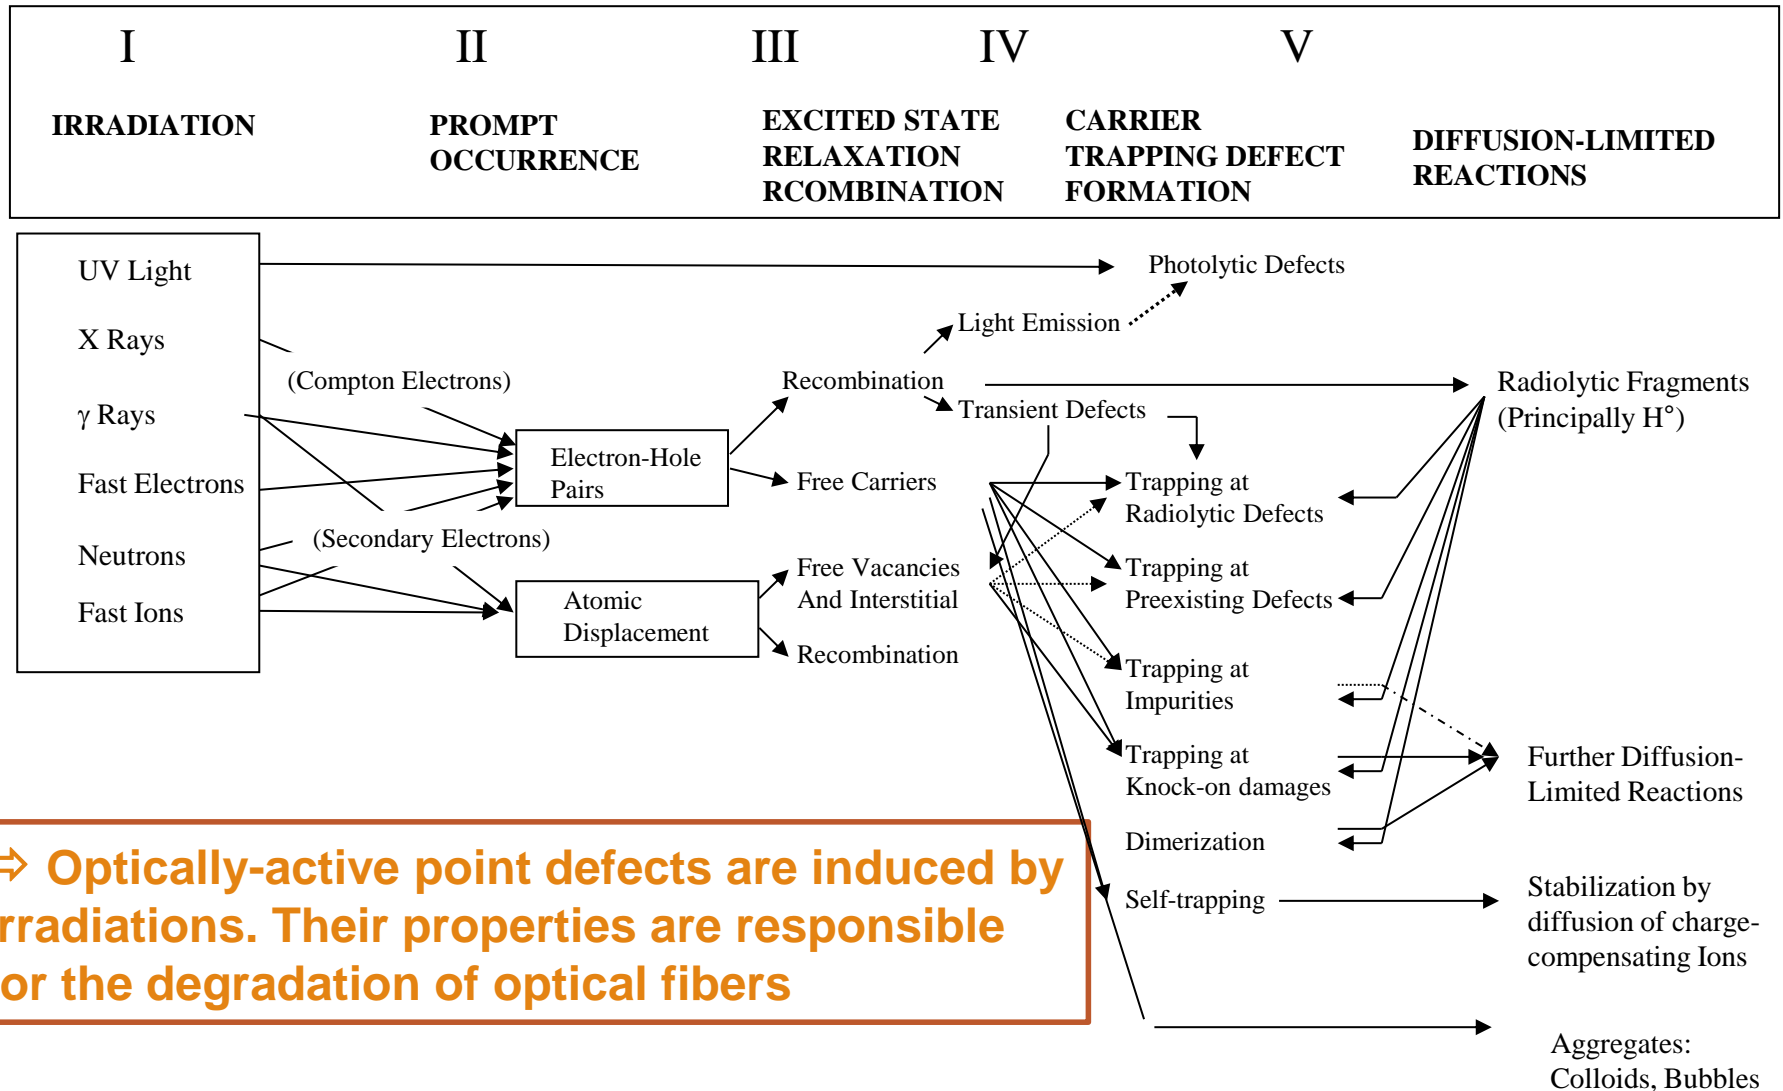 I
II
III
IV
V
IRRADIATION
PROMPT
OCCURRENCE
EXCITED STATE
RELAXATION
RCOMBINATION
CARRIER
TRAPPING DEFECT
FORMATION
DIFFUSION-LIMITED
REACTIONS
UV Light
X Rays
γ Rays
Fast Electrons
Neutrons
Fast Ions
(Compton Electrons)
(Secondary Electrons)
Electron-Hole
Pairs
Atomic
Displacement
Recombination
Free Carriers
Free Vacancies
And Interstitial
Recombination
Light Emission
Transient Defects
Photolytic Defects
Trapping at
Radiolytic Defects
Trapping at
Preexisting Defects
Trapping at
Impurities
Trapping at
Knock-on damages
Dimerization
Self-trapping
Radiolytic Fragments
(Principally H°)
Further Diffusion-
Limited Reactions
Stabilization by
diffusion of charge-
compensating Ions
Aggregates:
Colloids, Bubbles
⇨ Optically-active point defects are induced by
rradiations. Their properties are responsible
or the degradation of optical fibers